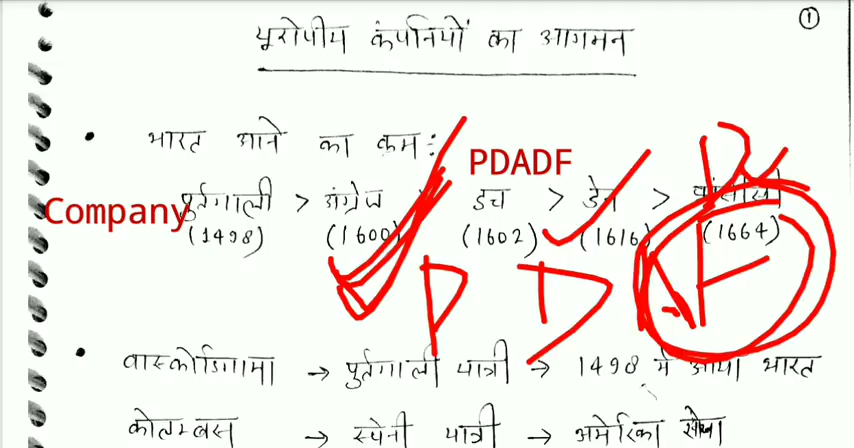 ①
यूरोपीय कंपनियों का आगमन
• भारत आने का क्रम :
PDADF
Company
पुर्तगाली > अंग्रेज डच > डेन >
(1498) (1600) (1602) (1616) (1664)
P D F
• वास्कोडिगामा → पुर्तगाली यात्री → 1498 में आया भारत
कोलम्बस → स्पेनी यात्री → अमेरिका खोजा